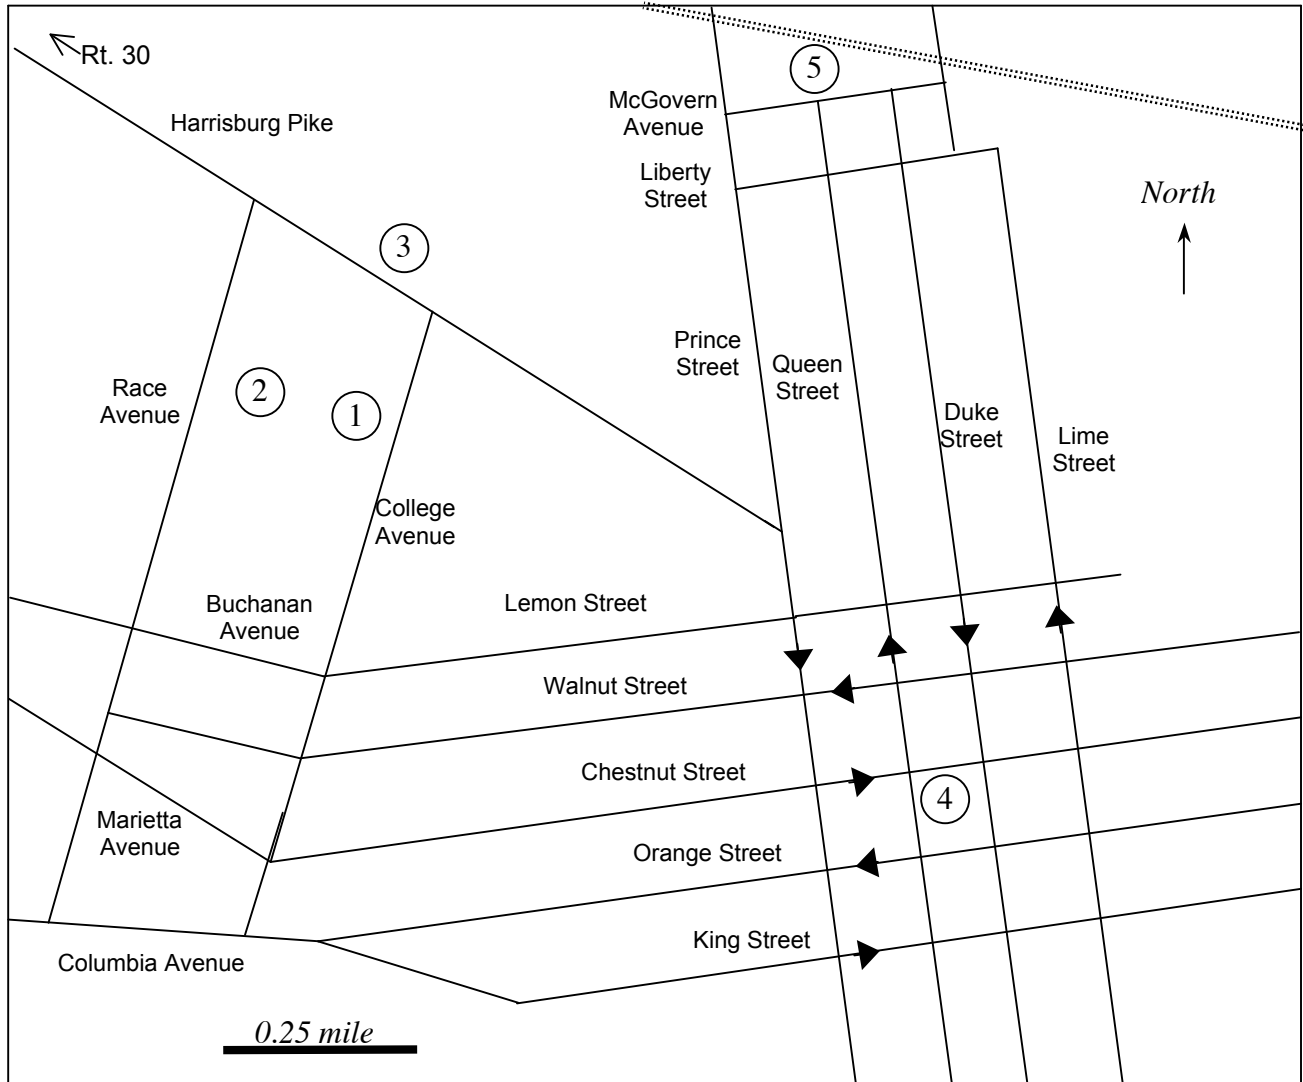 Rt. 30
5
McGovern
Avenue
Harrisburg Pike
Liberty
Street
North
3
Prince
Street
Queen
Street
Race
Avenue
2
1
Duke
Street
Lime
Street
College
Avenue
Buchanan
Avenue
Lemon Street
Walnut Street
Chestnut Street
4
Marietta
Avenue
Orange Street
King Street
Columbia Avenue
0.25 mile